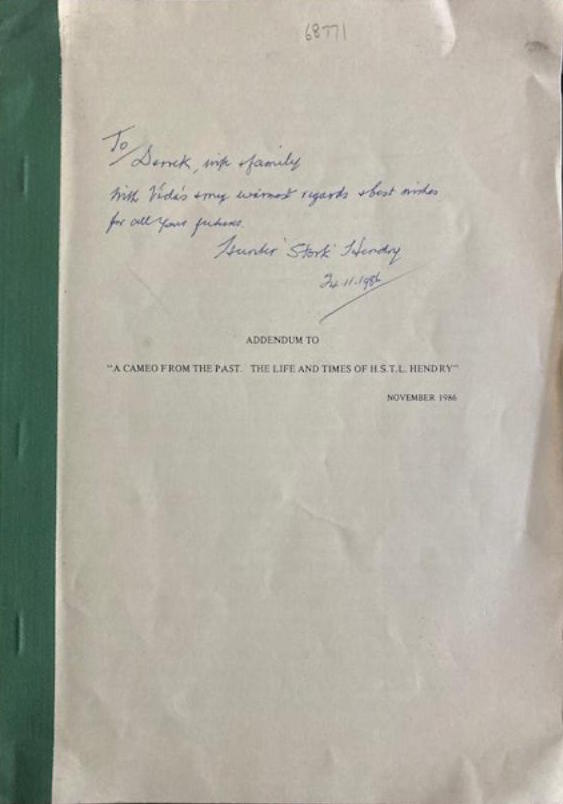 68771
To
Derrick, wife & family
With Vida's & my warmest regards & best wishes
for all your futures.
Hunter 'Stork' Hendry
24.11.1986
ADDENDUM TO
"A CAMEO FROM THE PAST. THE LIFE AND TIMES OF H.S.T.L. HENDRY"
NOVEMBER 1986